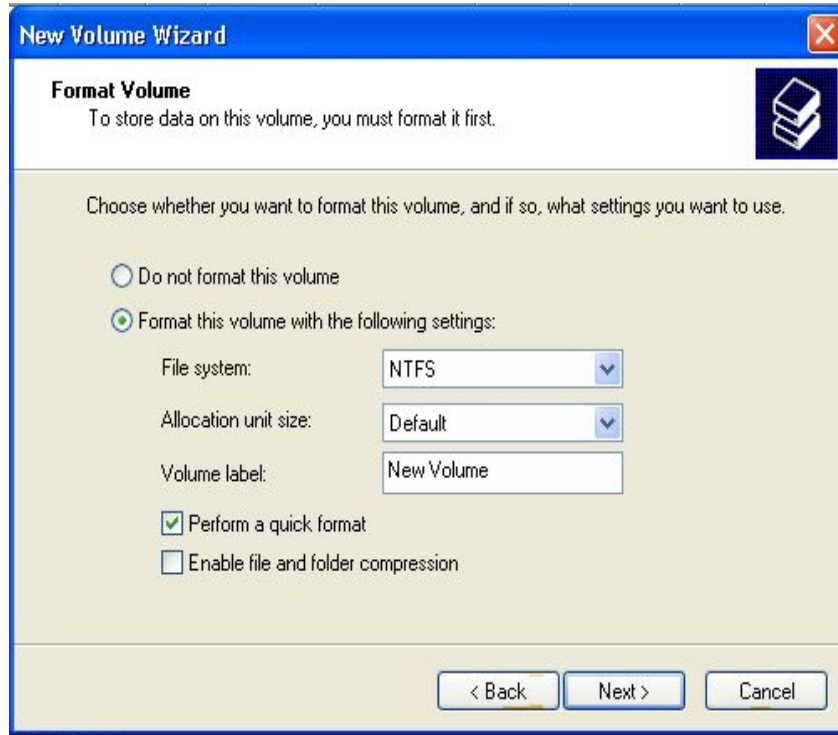 New Volume Wizard
Format Volume
To store data on this volume, you must format it first.
Choose whether you want to format this volume, and if so, what settings you want to use.
Do not format this volume
Format this volume with the following settings:
File system: NTFS
Allocation unit size: Default
Volume label: New Volume
Perform a quick format
Enable file and folder compression
< Back Next > Cancel